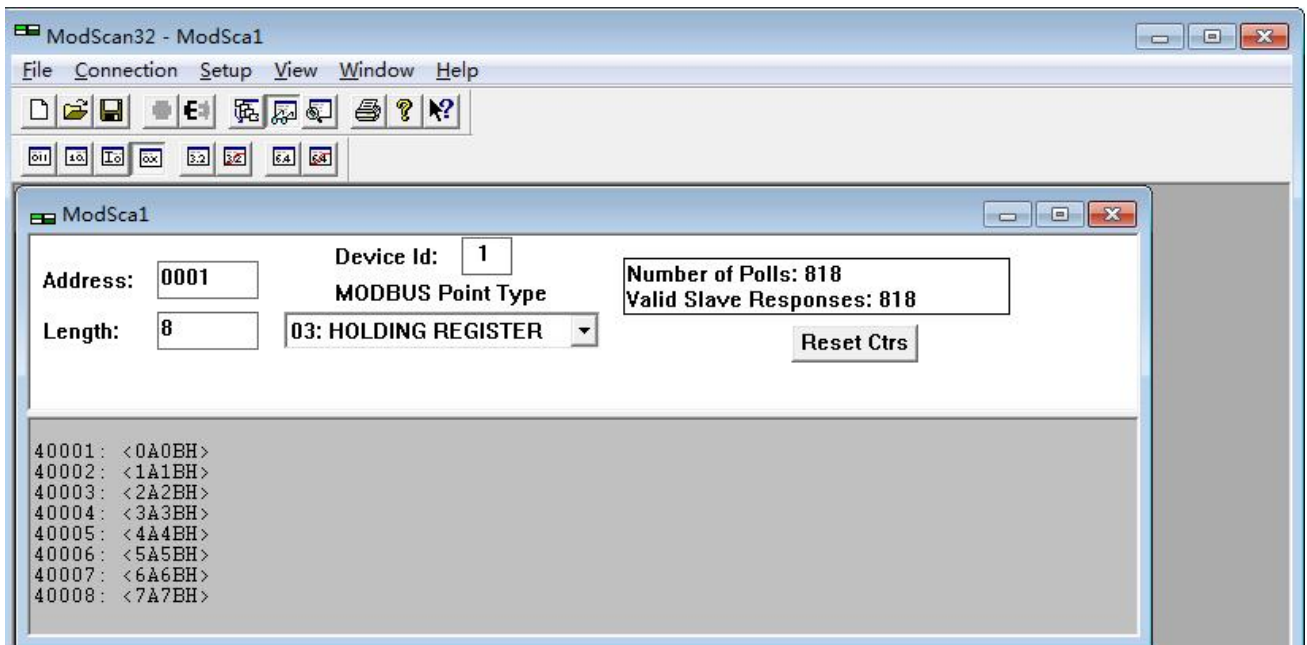 ModScan32 - ModSca1
File Connection Setup View Window Help
ModSca1
Address: 0001
Device Id: 1
MODBUS Point Type
Length: 8
03: HOLDING REGISTER
Number of Polls: 818
Valid Slave Responses: 818
Reset Ctrs
40001: <0A0BH>
40002: <1A1BH>
40003: <2A2BH>
40004: <3A3BH>
40005: <4A4BH>
40006: <5A5BH>
40007: <6A6BH>
40008: <7A7BH>